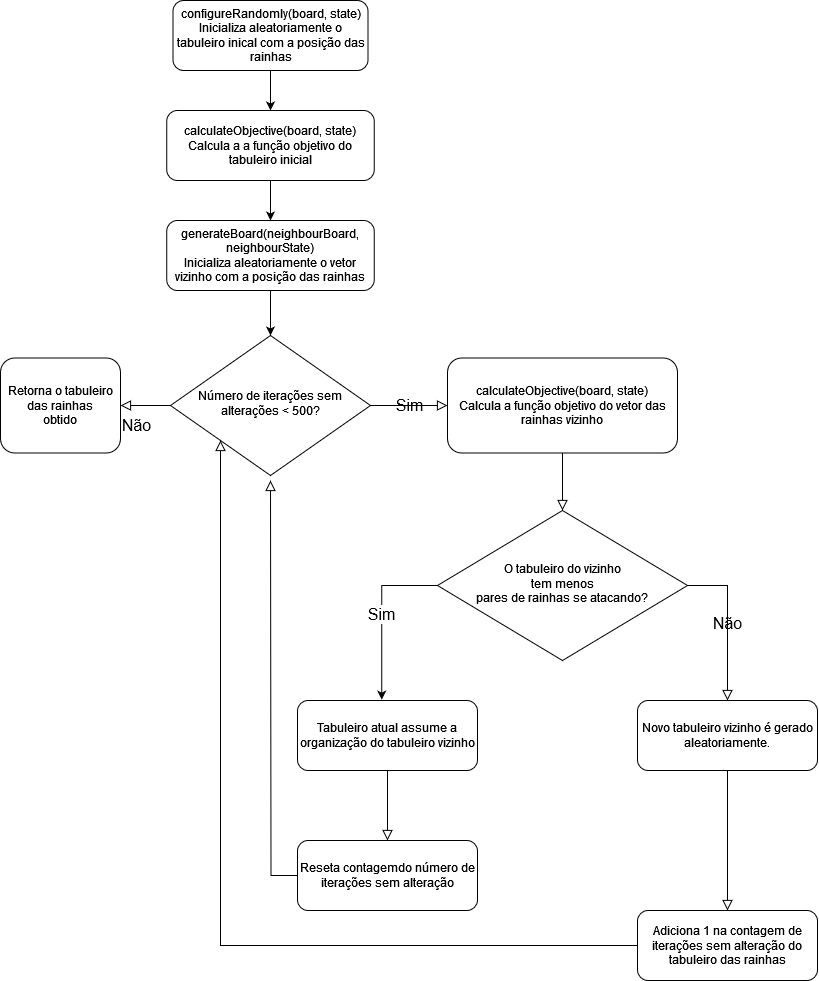 configureRandomly(board, state)
Inicializa aleatoriamente o
tabuleiro inical com a posição das
rainhas
calculateObjective(board, state)
Calcula a a função objetivo do
tabuleiro inicial
generateBoard(neighbourBoard,
neighbourState)
Inicializa aleatoriamente o vetor
vizinho com a posição das rainhas
Número de iterações sem
alterações < 500?
Não
Retorna o tabuleiro
das rainhas
obtido
Sim
calculateObjective(board, state)
Calcula a função objetivo do vetor das
rainhas vizinho
O tabuleiro do vizinho
tem menos
pares de rainhas se atacando?
Sim
Não
Tabuleiro atual assume a
organização do tabuleiro vizinho
Novo tabuleiro vizinho é gerado
aleatoriamente.
Reseta contagemdo número de
iterações sem alteração
Adiciona 1 na contagem de
iterações sem alteração do
tabuleiro das rainhas